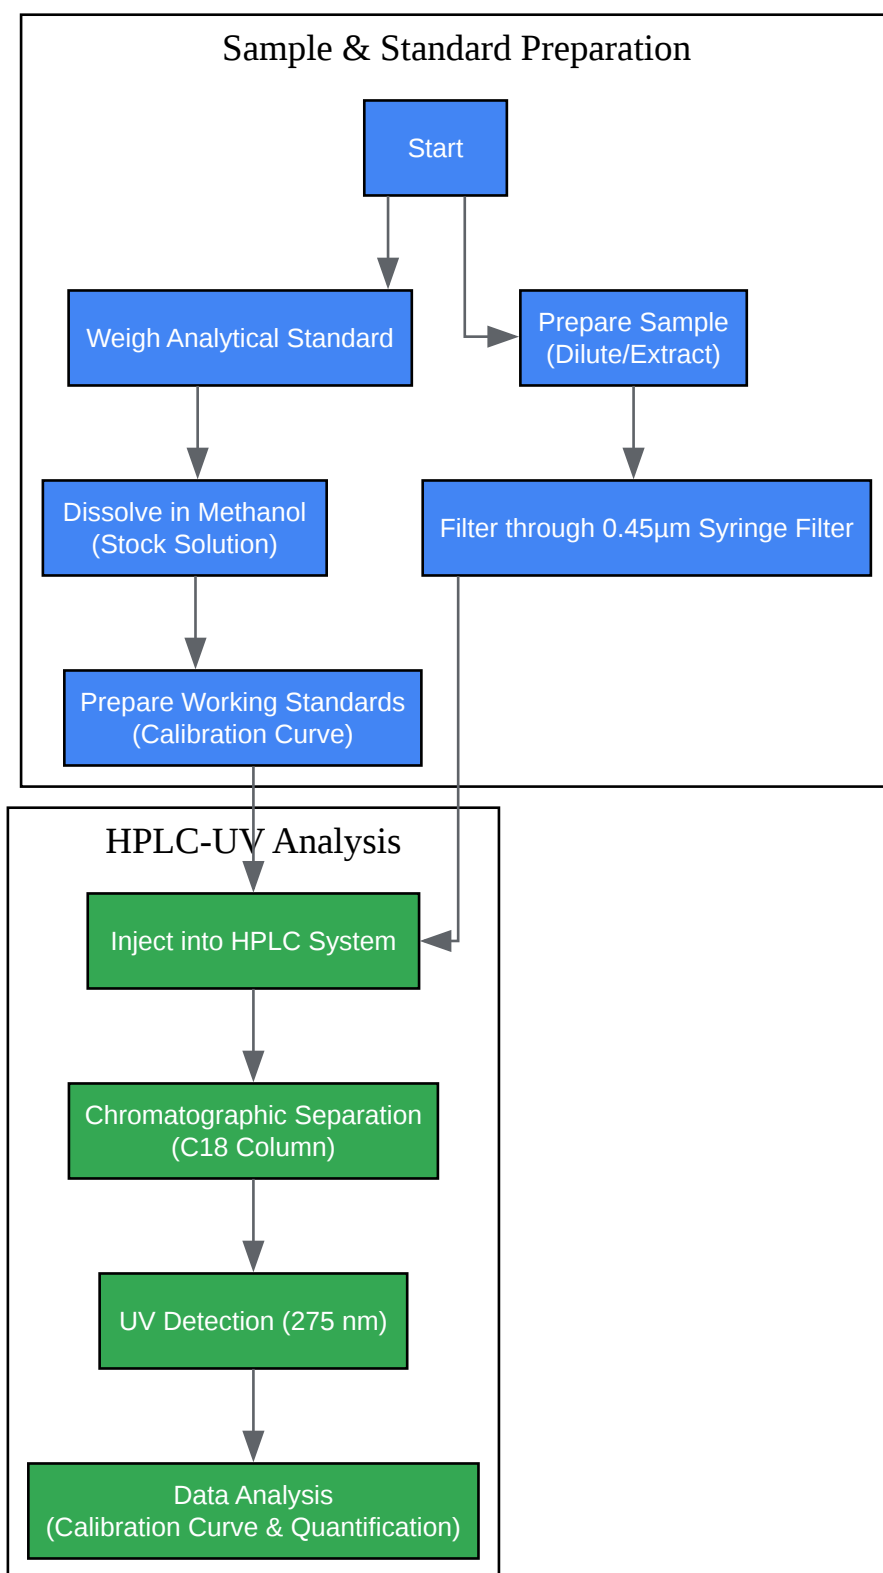 Sample & Standard Preparation
Start
Weigh Analytical Standard
Prepare Sample
(Dilute/Extract)
Dissolve in Methanol
(Stock Solution)
Filter through 0.45µm Syringe Filter
Prepare Working Standards
(Calibration Curve)
HPLC-UV Analysis
Inject into HPLC System
Chromatographic Separation
(C18 Column)
UV Detection (275 nm)
Data Analysis
(Calibration Curve & Quantification)